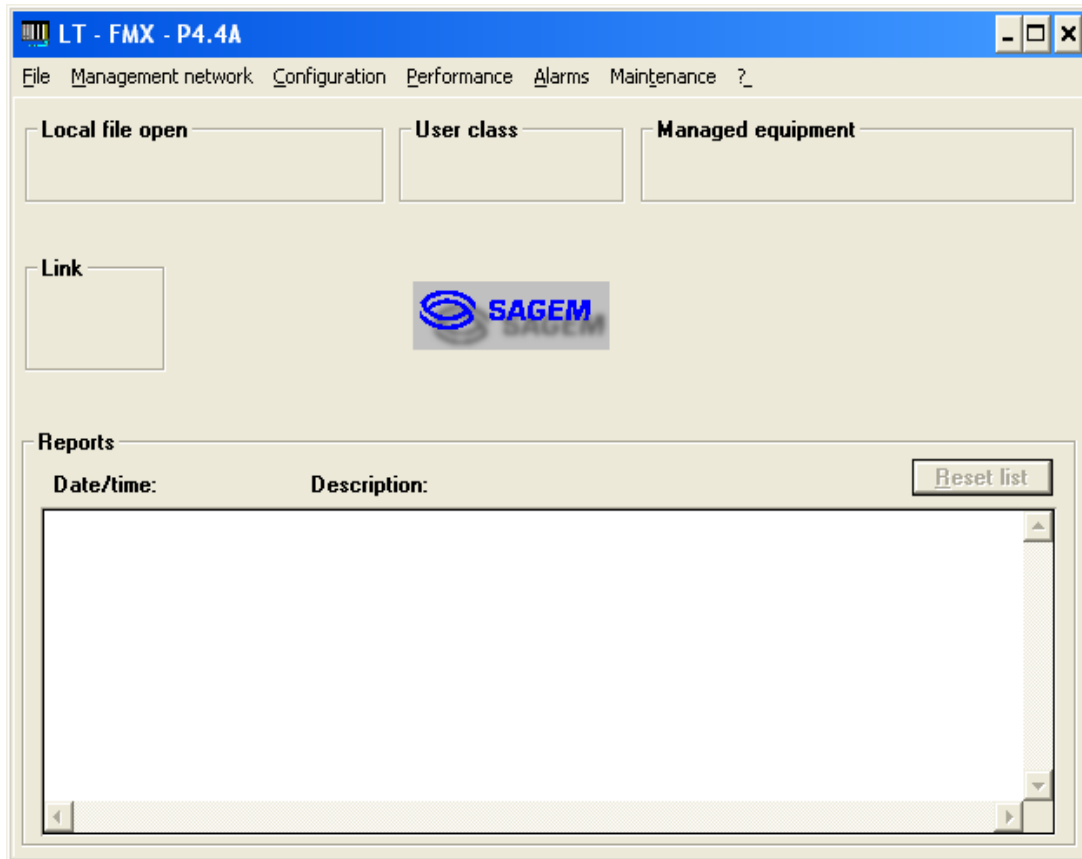 LT - FMX - P4.4A
File Management network Configuration Performance Alarms Maintenance ?
Local file open User class Managed equipment
Link
SAGEM
Reports
Date/time: Description: Reset list